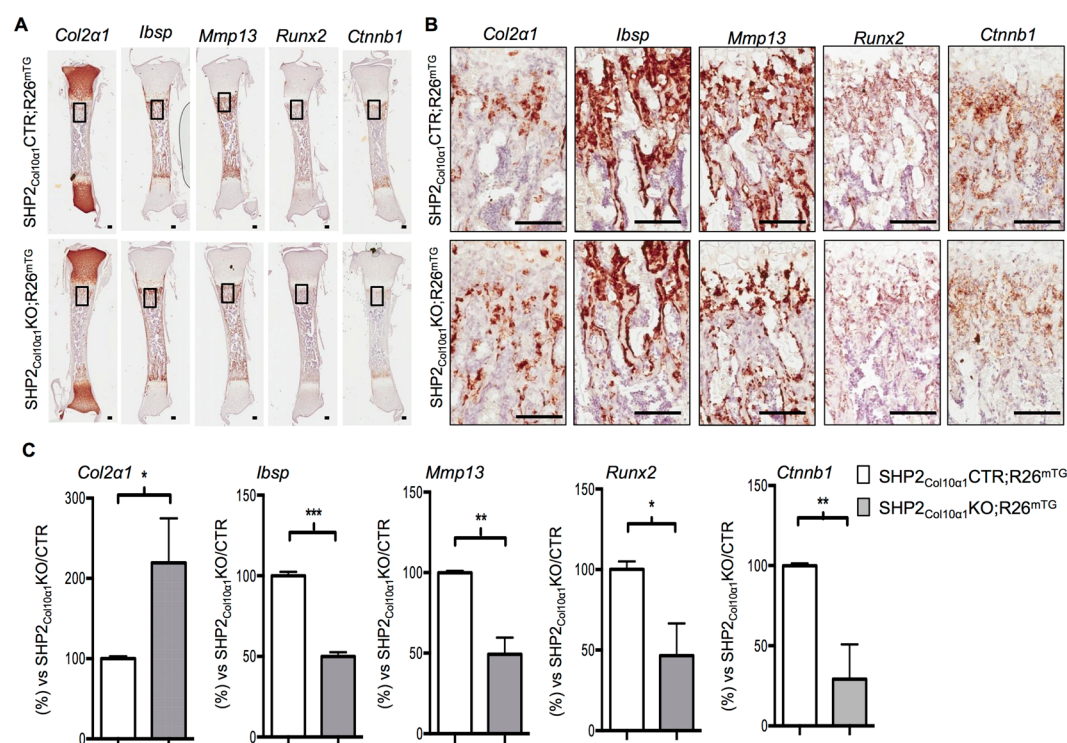 A
Col2α1 Ibsp Mmp13 Runx2 Ctnnb1
SHP2Col10α1CTR;R26mTG
SHP2Col10α1KO;R26mTG
B
Col2α1 Ibsp Mmp13 Runx2 Ctnnb1
SHP2Col10α1CTR;R26mTG
SHP2Col10α1KO;R26mTG
C
Col2α1
(%) vs SHP2Col10α1KO/CTR
300
200
100
0
*
Ibsp
(%) vs SHP2Col10α1KO/CTR
150
100
50
0
***
Mmp13
(%) vs SHP2Col10α1KO/CTR
150
100
50
0
**
Runx2
(%) vs SHP2Col10α1KO/CTR
150
100
50
0
*
Ctnnb1
(%) vs SHP2Col10α1KO/CTR
150
100
50
0
**
SHP2Col10α1CTR;R26mTG
SHP2Col10α1KO;R26mTG